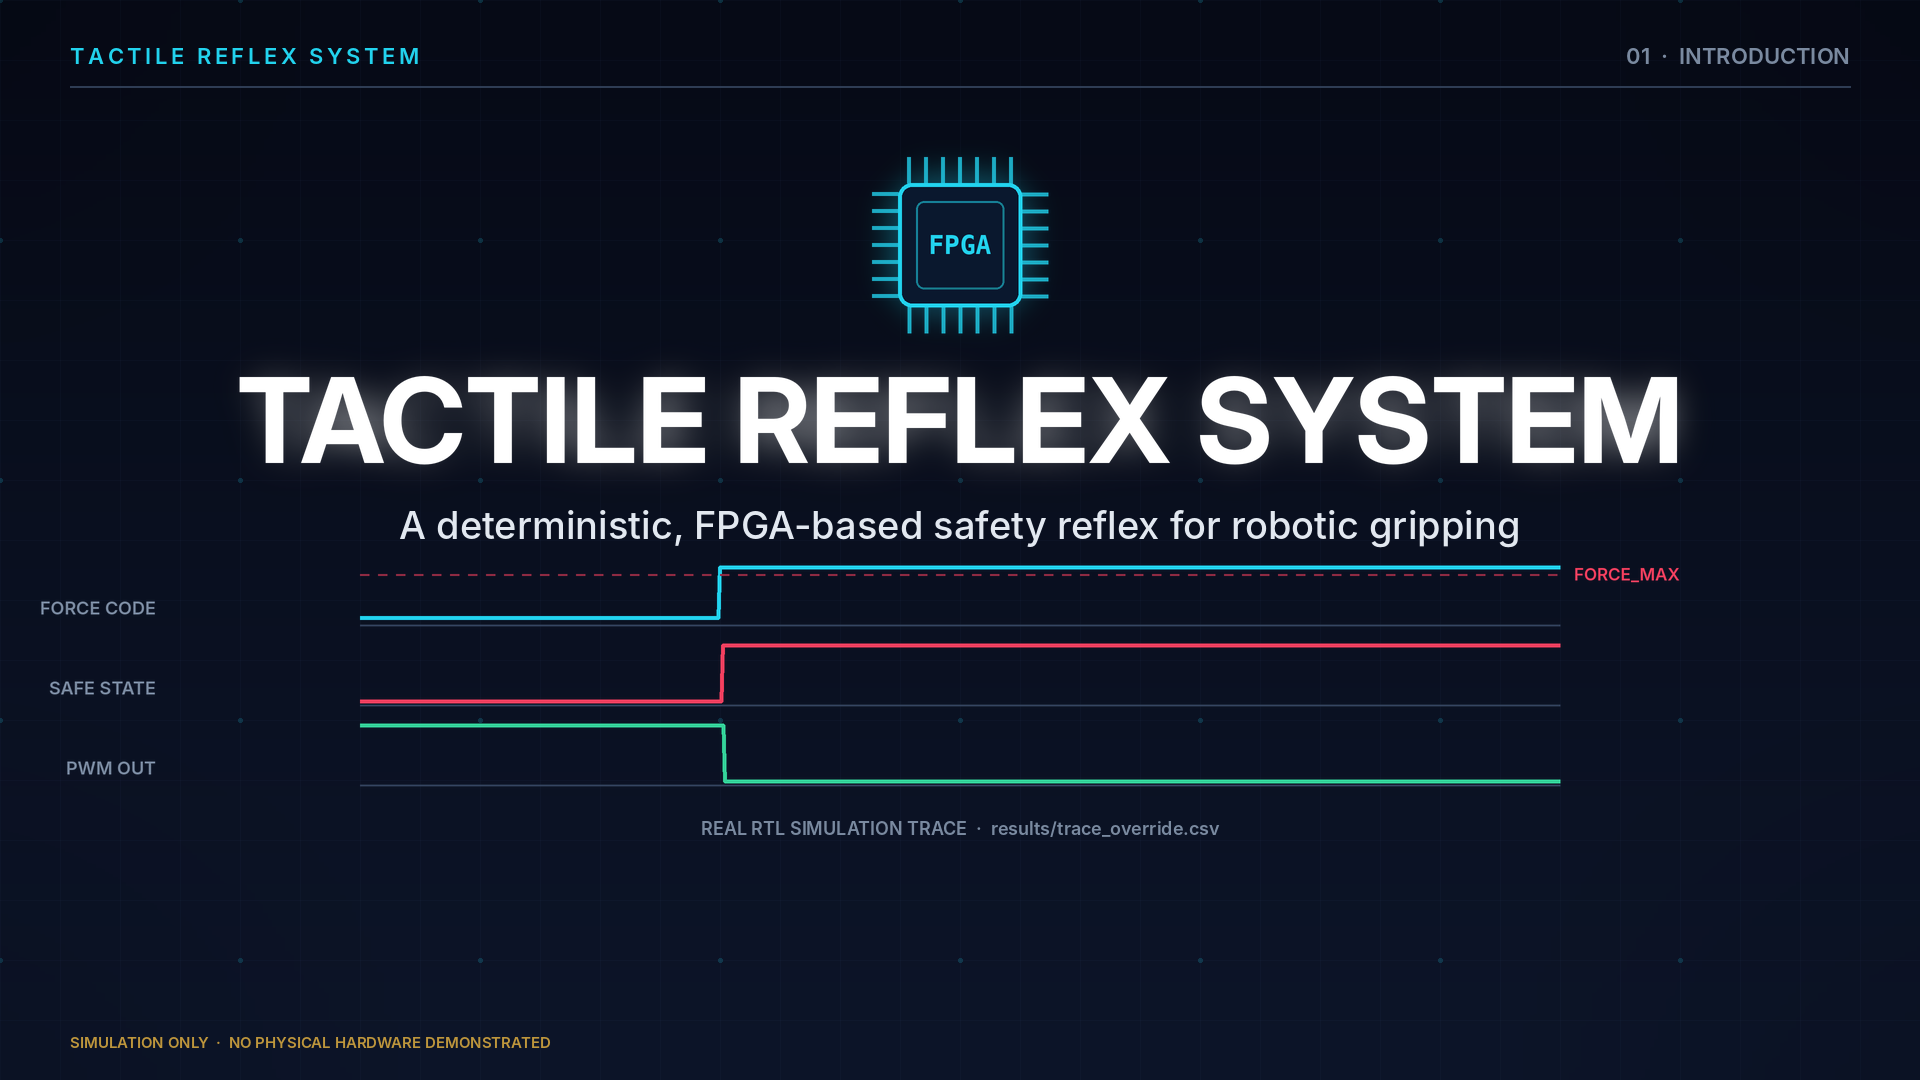 TACTILE REFLEX SYSTEM
01 · INTRODUCTION
FPGA
TACTILE REFLEX SYSTEM
A deterministic, FPGA-based safety reflex for robotic gripping
FORCE_MAX
FORCE CODE
SAFE STATE
PWM OUT
REAL RTL SIMULATION TRACE · results/trace_override.csv
SIMULATION ONLY · NO PHYSICAL HARDWARE DEMONSTRATED